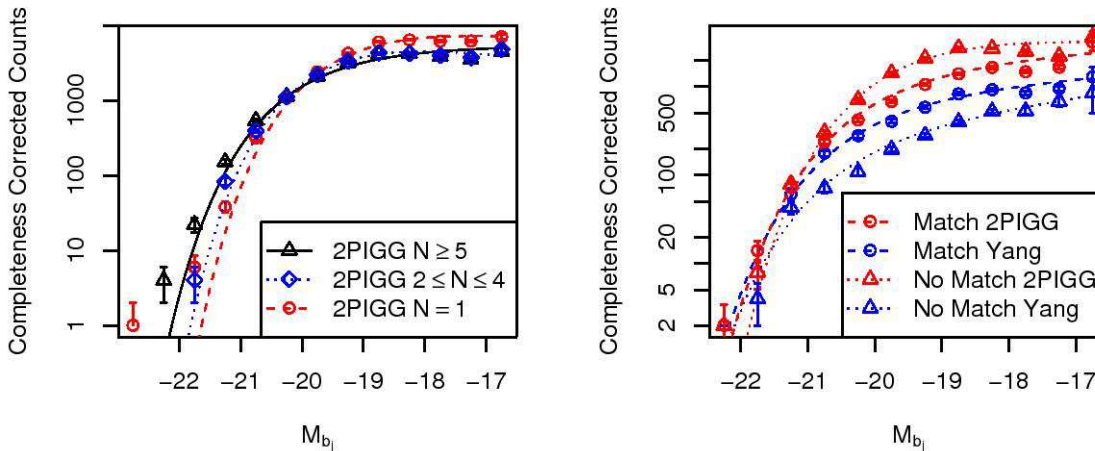 Completeness Corrected Counts
1000
100
10
1
2PIGG N ≥ 5
2PIGG 2 ≤ N ≤ 4
2PIGG N = 1
−22 −21 −20 −19 −18 −17
M_bj
Completeness Corrected Counts
500
100
20
5
2
Match 2PIGG
Match Yang
No Match 2PIGG
No Match Yang
−22 −21 −20 −19 −18 −17
M_bj